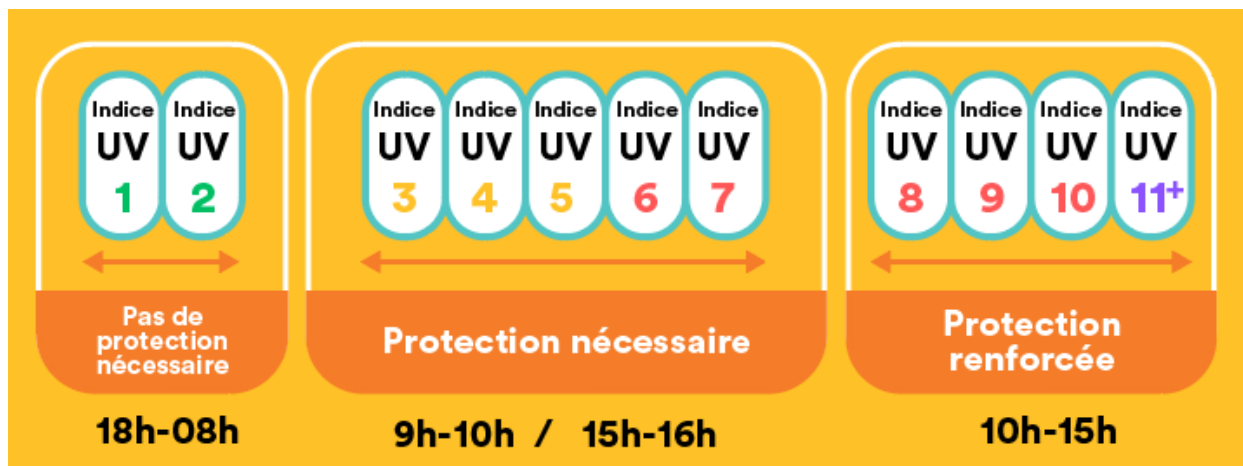 Indice UV 1
Indice UV 2
Indice UV 3
Indice UV 4
Indice UV 5
Indice UV 6
Indice UV 7
Indice UV 8
Indice UV 9
Indice UV 10
Indice UV 11+
Pas de
protection
nécessaire
Protection nécessaire
Protection
renforcée
18h-08h
9h-10h / 15h-16h
10h-15h